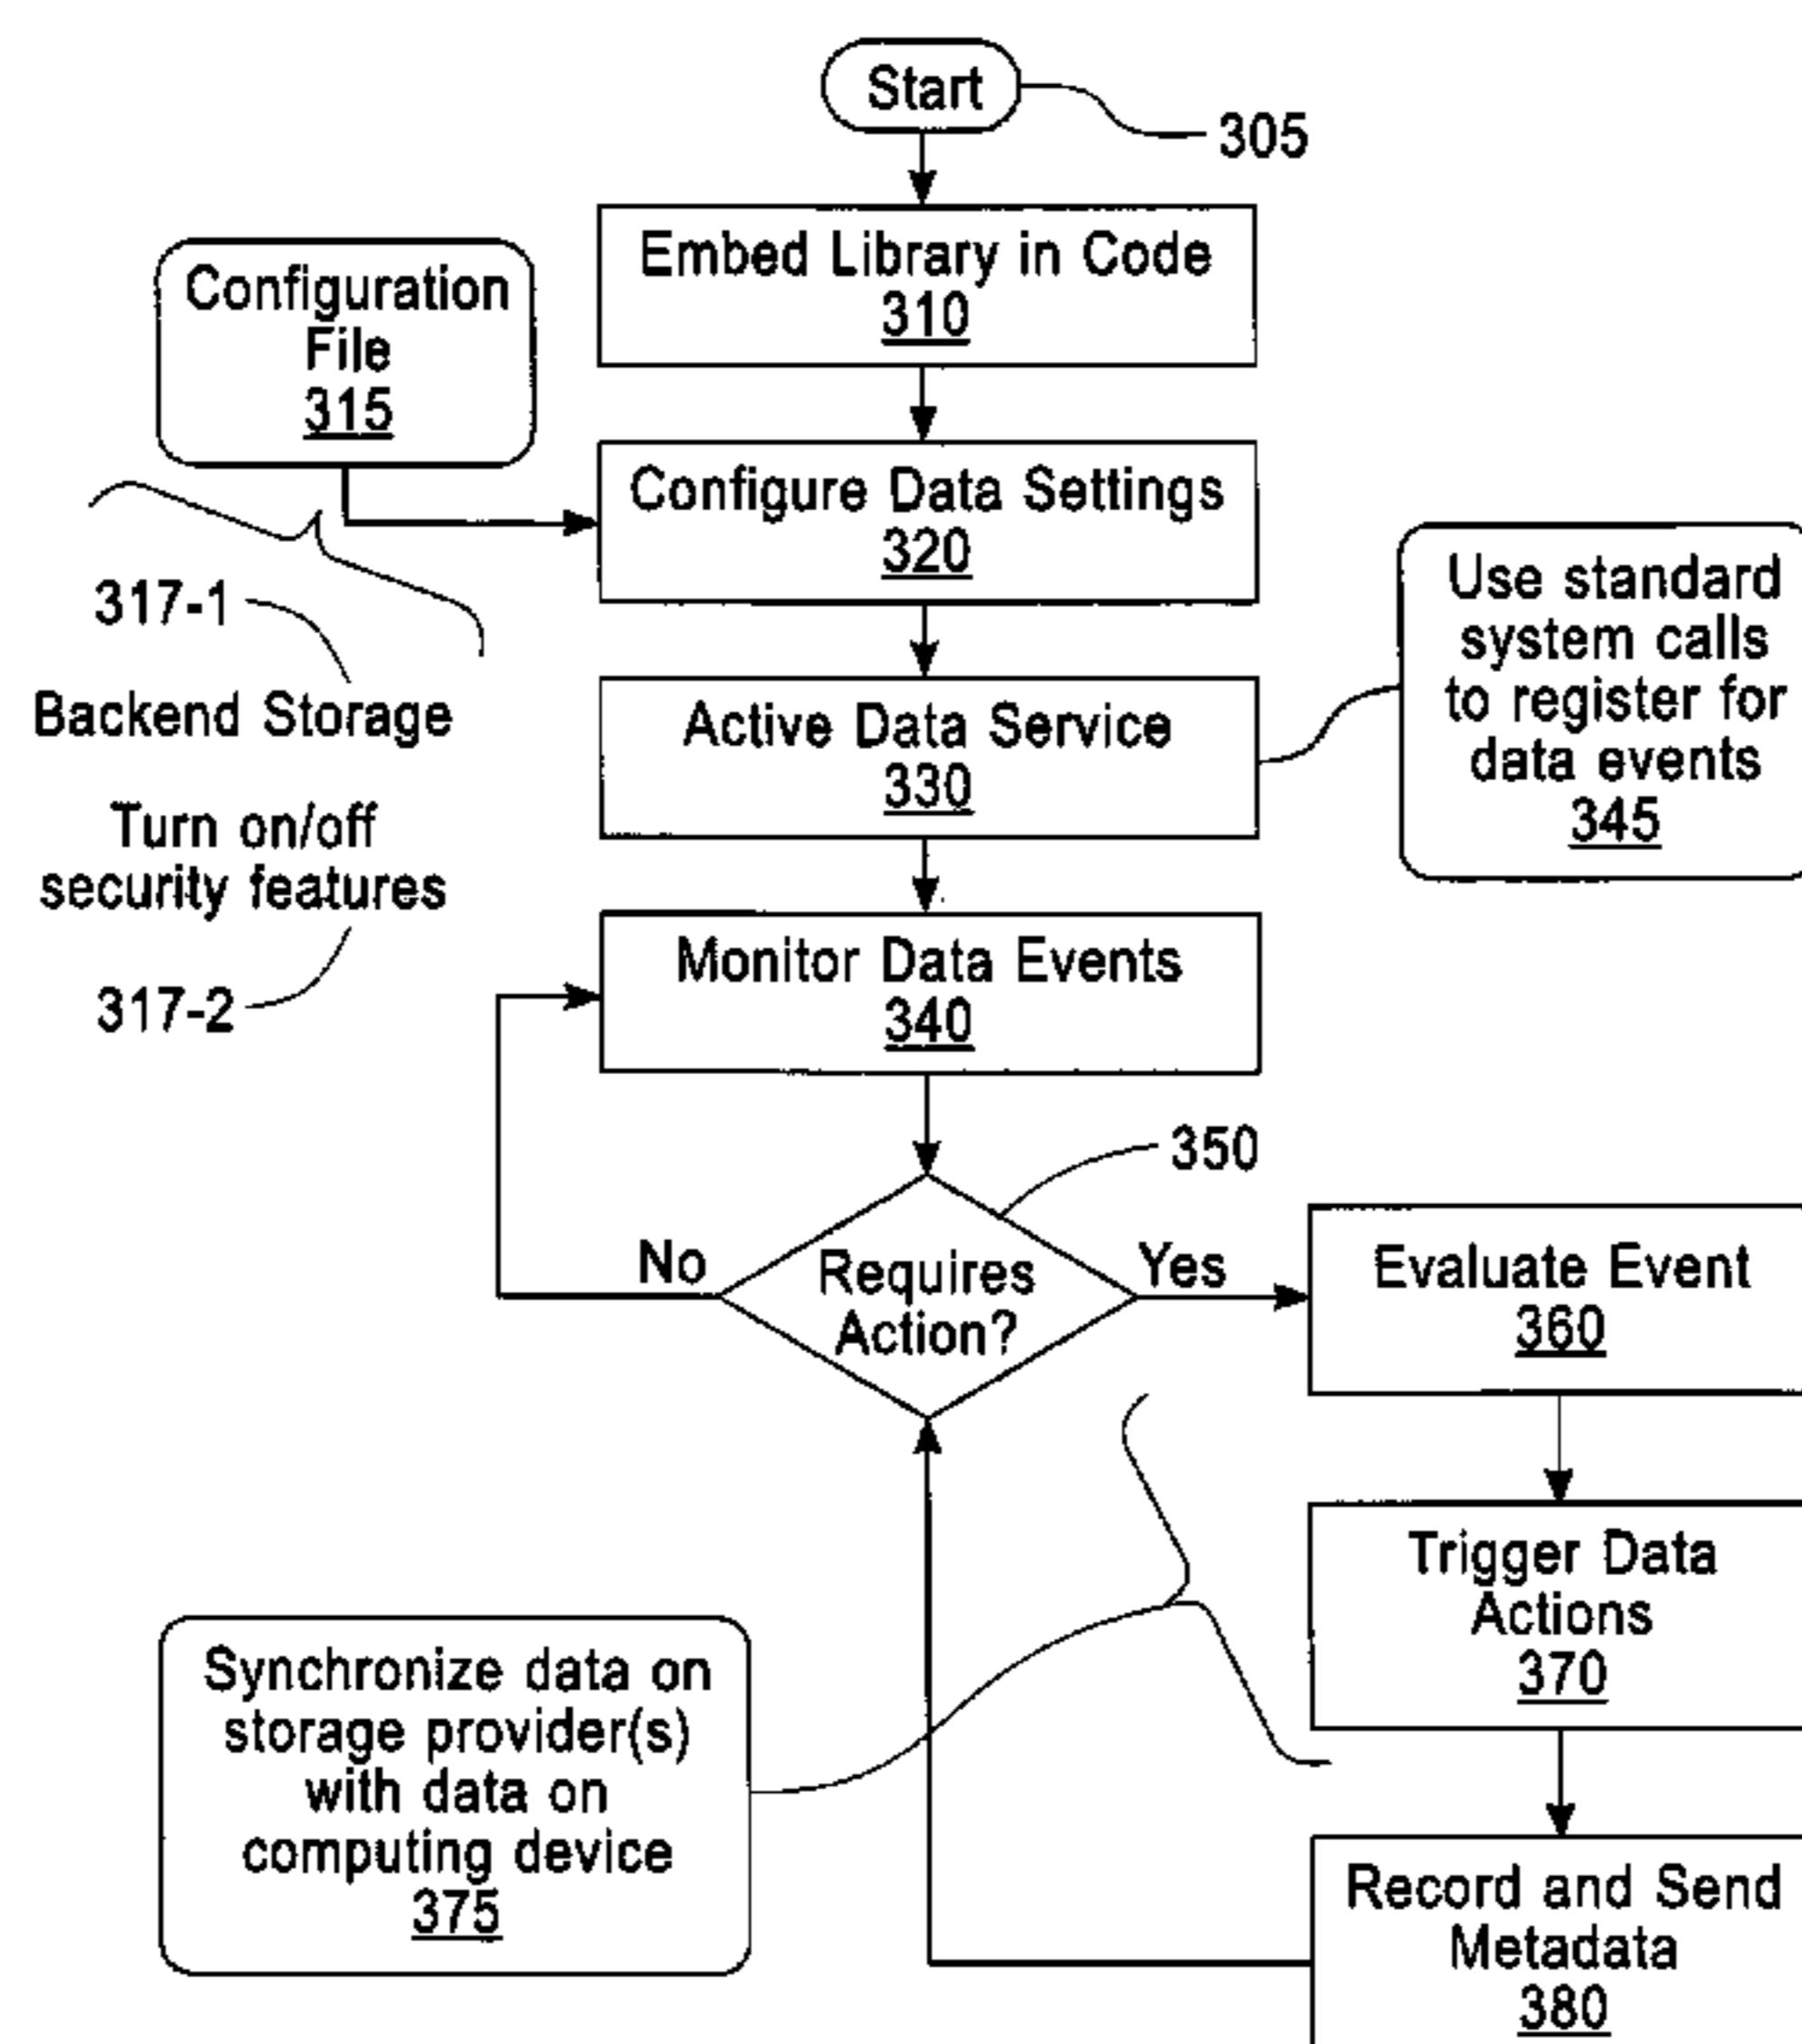 Start
305
Embed Library in Code
310
Configuration
File
315
Configure Data Settings
320
317-1
Backend Storage
Turn on/off
security features
317-2
Active Data Service
330
Use standard
system calls
to register for
data events
345
Monitor Data Events
340
350
Requires
Action?
No
Yes
Evaluate Event
360
Trigger Data
Actions
370
Synchronize data on
storage provider(s)
with data on
computing device
375
Record and Send
Metadata
380